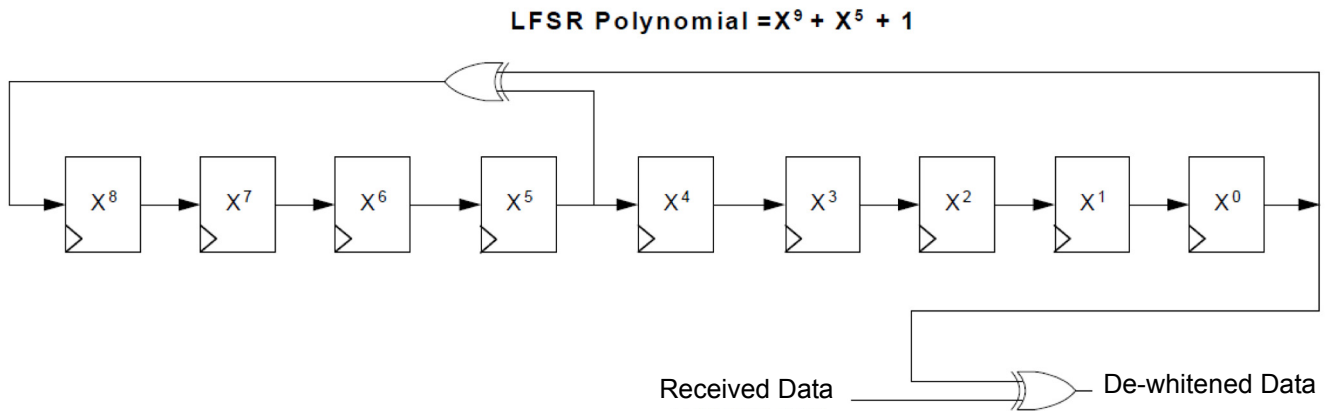 LFSR Polynomial =X⁹ + X⁵ + 1
X⁸ X⁷ X⁶ X⁵ X⁴ X³ X² X¹ X⁰
Received Data
De-whitened Data